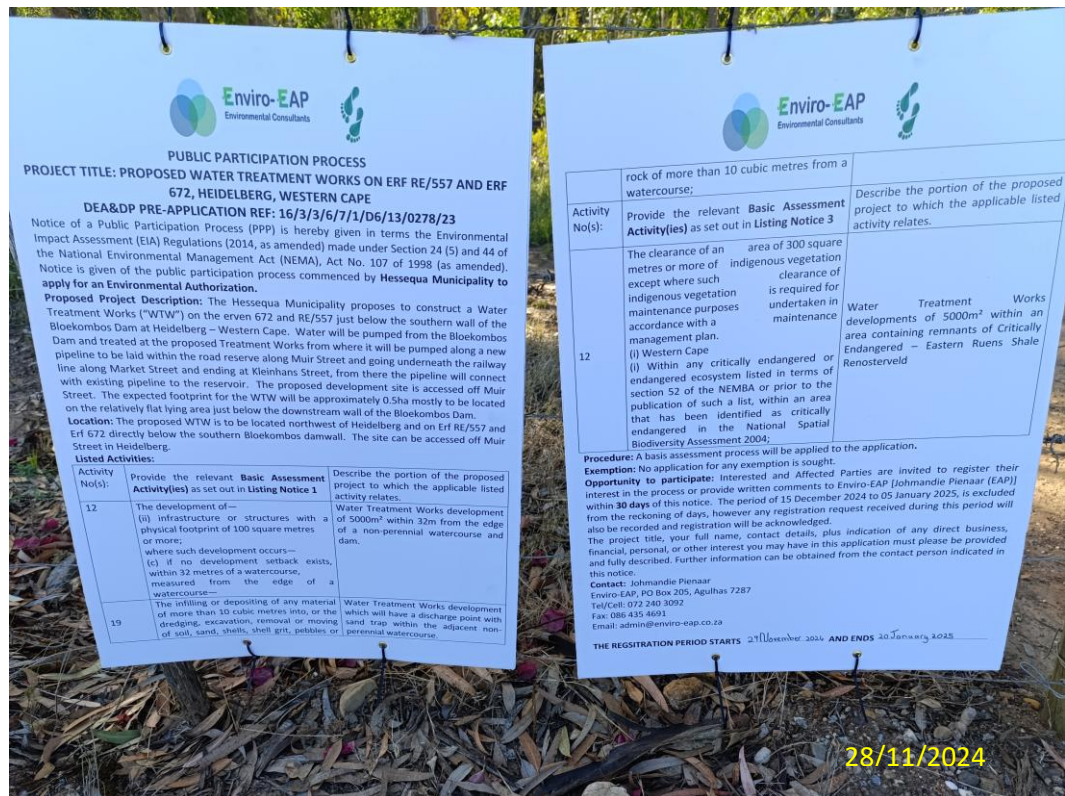 Enviro-EAP
Environmental Consultants
PUBLIC PARTICIPATION PROCESS
PROJECT TITLE: PROPOSED WATER TREATMENT WORKS ON ERF RE/557 AND ERF
672, HEIDELBERG, WESTERN CAPE
DEA&DP PRE-APPLICATION REF: 16/3/3/6/7/1/D6/13/0278/23
Notice of a Public Participation Process (PPP) is hereby given in terms the Environmental
Impact Assessment (EIA) Regulations (2014, as amended) made under Section 24 (5) and 44 of
the National Environmental Management Act (NEMA), Act No. 107 of 1998 (as amended).
Notice is given of the public participation process commenced by Hessequa Municipality to
apply for an Environmental Authorization.
Proposed Project Description: The Hessequa Municipality proposes to construct a Water
Treatment Works ("WTW") on the erven 672 and RE/557 just below the southern wall of the
Bloekombos Dam at Heidelberg – Western Cape. Water will be pumped from the Bloekombos
Dam and treated at the proposed Treatment Works from where it will be pumped along a new
pipeline to be laid within the road reserve along Muir Street and going underneath the railway
line along Market Street and ending at Kleinhans Street, from there the pipeline will connect
with existing pipeline to the reservoir. The proposed development site is accessed off Muir
Street. The expected footprint for the WTW will be approximately 0.5ha mostly to be located
on the relatively flat lying area just below the downstream wall of the Bloekombos Dam.
Location: The proposed WTW is to be located northwest of Heidelberg and on Erf RE/557 and
Erf 672 directly below the southern Bloekombos damwall. The site can be accessed off Muir
Street in Heidelberg.
Listed Activities:
Activity No(s):
Provide the relevant Basic Assessment
Activity(ies) as set out in Listing Notice 1
Describe the portion of the proposed
project to which the applicable listed
activity relates.
12
The development of—
(ii) infrastructure or structures with a
physical footprint of 100 square metres
or more;
where such development occurs—
(c) if no development setback exists,
within 32 metres of a watercourse,
measured from the edge of a
watercourse—
Water Treatment Works development
of 5000m² within 32m from the edge
of a non-perennial watercourse and
dam.
19
The infilling or depositing of any material
of more than 10 cubic metres into, or the
dredging, excavation, removal or moving
of soil, sand, shells, shell grit, pebbles or
Water Treatment Works development
which will have a discharge point with
sand trap within the adjacent non-
perennial watercourse.
Enviro-EAP
Environmental Consultants
rock of more than 10 cubic metres from a
watercourse;
Activity
No(s):
Provide the relevant Basic Assessment
Activity(ies) as set out in Listing Notice 3
Describe the portion of the proposed
project to which the applicable listed
activity relates.
12
The clearance of an area of 300 square
metres or more of indigenous vegetation
except where such clearance of
indigenous vegetation is required for
maintenance purposes undertaken in
accordance with a maintenance
management plan.
(i) Western Cape
(i) Within any critically endangered or
endangered ecosystem listed in terms of
section 52 of the NEMBA or prior to the
publication of such a list, within an area
that has been identified as critically
endangered in the National Spatial
Biodiversity Assessment 2004;
Water Treatment Works
developments of 5000m² within an
area containing remnants of Critically
Endangered – Eastern Ruens Shale
Renosterveld
Procedure: A basis assessment process will be applied to the application.
Exemption: No application for any exemption is sought.
Opportunity to participate: Interested and Affected Parties are invited to register their
interest in the process or provide written comments to Enviro-EAP [Johmandie Pienaar (EAP)]
within 30 days of this notice. The period of 15 December 2024 to 05 January 2025, is excluded
from the reckoning of days, however any registration request received during this period will
also be recorded and registration will be acknowledged.
The project title, your full name, contact details, plus indication of any direct business,
financial, personal, or other interest you may have in this application must please be provided
and fully described. Further information can be obtained from the contact person indicated in
this notice.
Contact: Johmandie Pienaar
Enviro-EAP, PO Box 205, Agulhas 7287
Tel/Cell: 072 240 3092
Fax: 086 435 4691
Email: admin@enviro-eap.co.za
THE REGSITRATION PERIOD STARTS 29 November 2024 AND ENDS 20 January 2025
28/11/2024